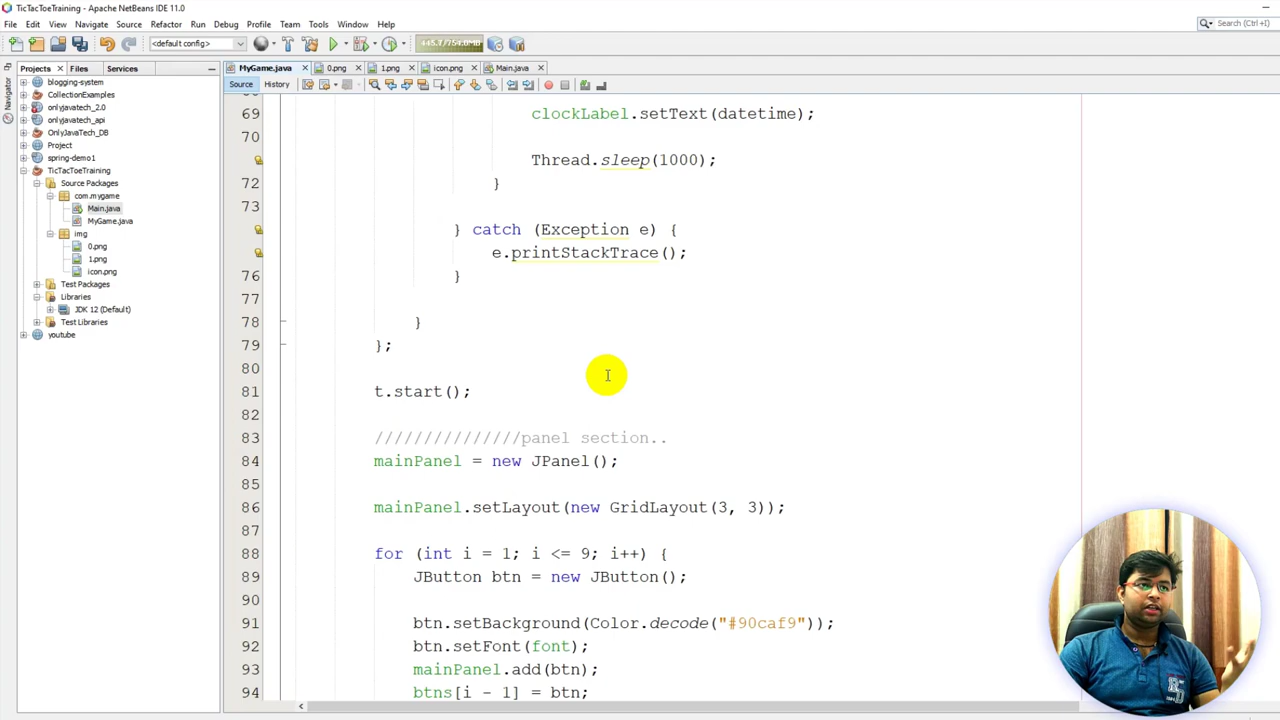 TicTacToeTraining - Apache NetBeans IDE 11.0
File Edit View Navigate Source Refactor Run Debug Profile Team Tools Window Help
Search (Ctrl+I)
<default config>
Projects Files Services
MyGame.java 0.png 1.png icon.png Main.java
Source History
Navigator
blogging-system
CollectionExamples
onlyjavatech_2.0
onlyjavatech_api
OnlyJavaTech_DB
Project
spring-demo1
TicTacToeTraining
Source Packages
com.mygame
Main.java
MyGame.java
img
0.png
1.png
icon.png
Test Packages
Libraries
JDK 12 (Default)
Test Libraries
youtube
69 clockLabel.setText(datetime);
70
Thread.sleep(1000);
72 }
73
} catch (Exception e) {
e.printStackTrace();
76 }
77
78 }
79 };
80
81 t.start();
82
83 ///////////////panel section..
84 mainPanel = new JPanel();
85
86 mainPanel.setLayout(new GridLayout(3, 3));
87
88 for (int i = 1; i <= 9; i++) {
89 JButton btn = new JButton();
90
91 btn.setBackground(Color.decode("#90caf9"));
92 btn.setFont(font);
93 mainPanel.add(btn);
94 btns[i - 1] = btn;